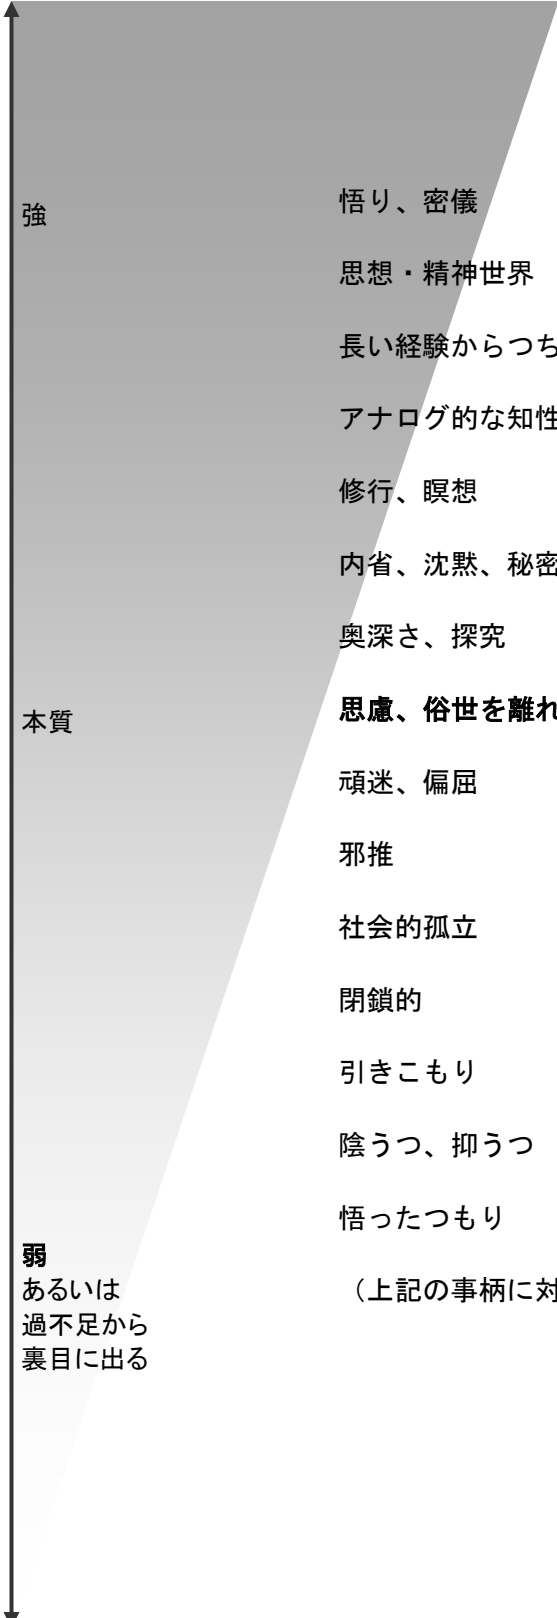 強
悟り、密儀
思想・精神世界
長い経験からつち
アナログ的な知性
修行、瞑想
内省、沈黙、秘密
奥深さ、探究
本質
思慮、俗世を離れ
頑迷、偏屈
邪推
社会的孤立
閉鎖的
引きこもり
陰うつ、抑うつ
悟ったつもり
弱
あるいは
過不足から
裏目に出る
（上記の事柄に対